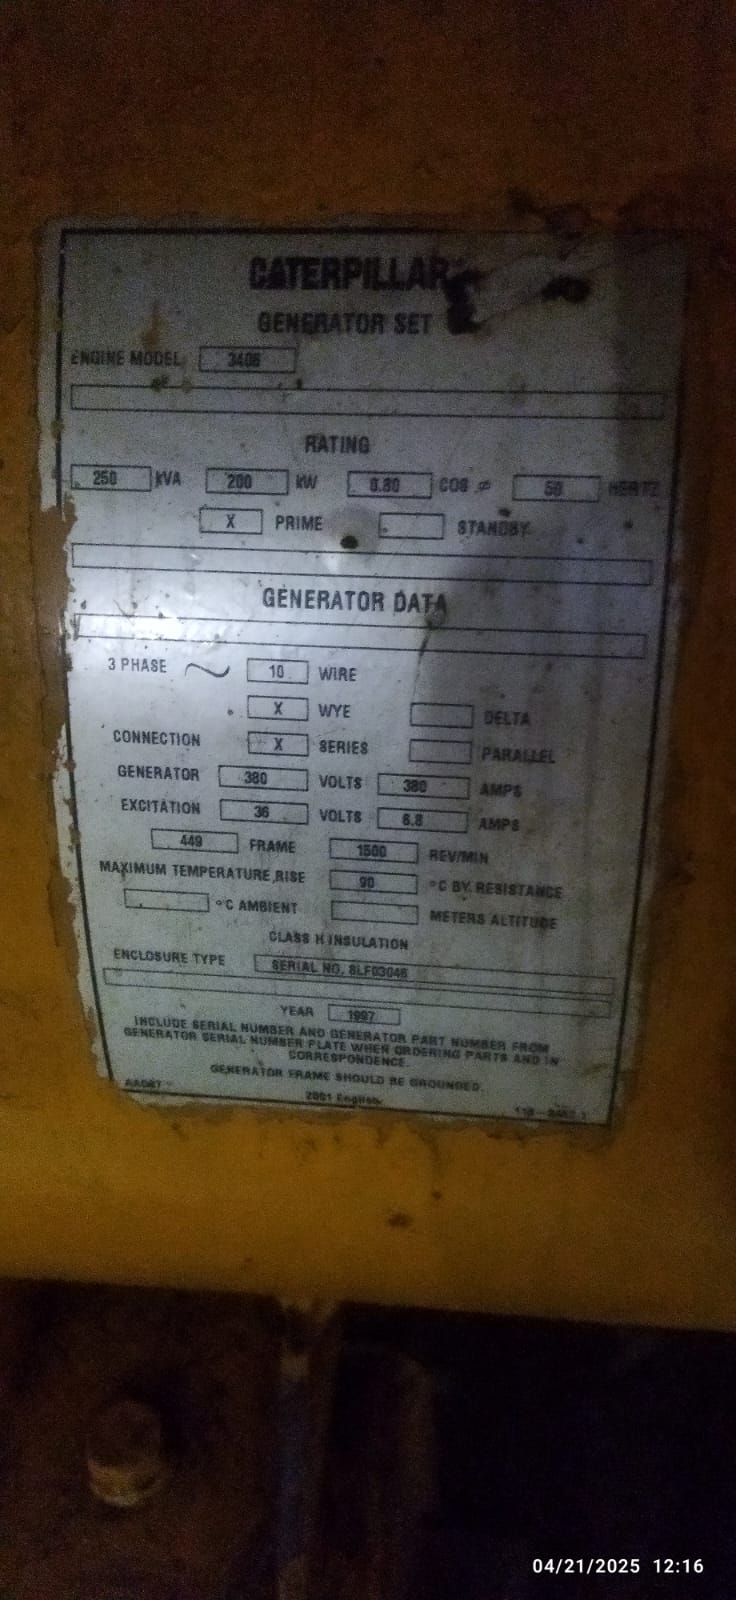 CATERPILLAR
GENERATOR SET
ENGINE MODEL 3406
RATING
250 kVA 200 kW 0.80 COS ø 50 HERTZ
X PRIME STANDBY
GENERATOR DATA
3 PHASE 10 WIRE
X WYE DELTA
CONNECTION X SERIES PARALLEL
GENERATOR 380 VOLTS 380 AMPS
EXCITATION 36 VOLTS 6.8 AMPS
449 FRAME 1500 REV/MIN
MAXIMUM TEMPERATURE RISE 90 °C BY RESISTANCE
°C AMBIENT METERS ALTITUDE
CLASS H INSULATION
ENCLOSURE TYPE SERIAL NO. 8LF03046
YEAR 1997
INCLUDE SERIAL NUMBER AND GENERATOR PART NUMBER FROM
GENERATOR SERIAL NUMBER PLATE WHEN ORDERING PARTS AND IN
CORRESPONDENCE.
GENERATOR FRAME SHOULD BE GROUNDED.
2001 English
04/21/2025 12:16